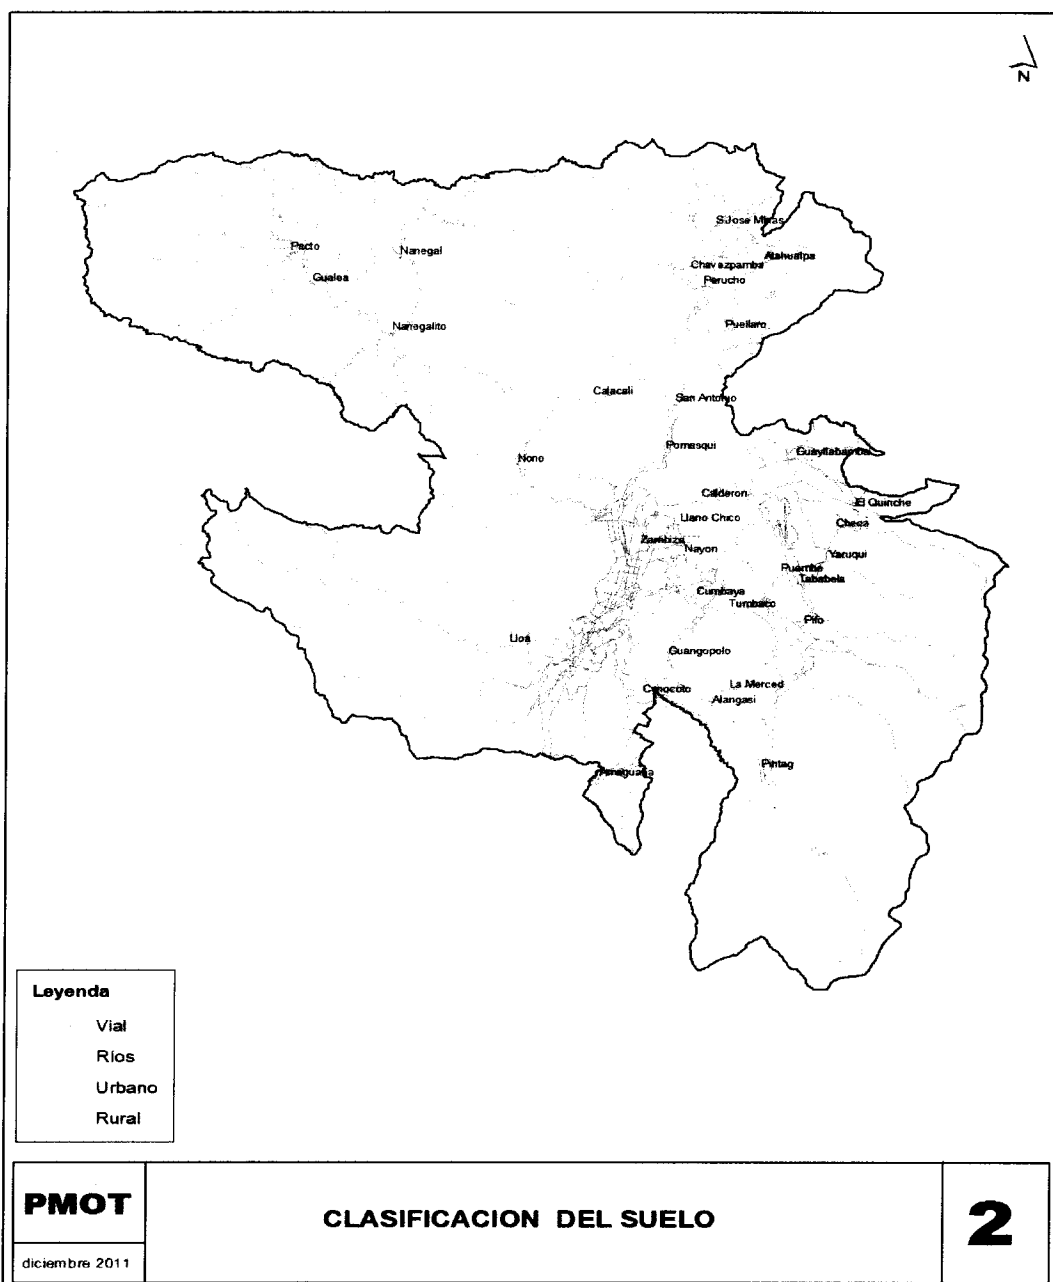 N
S.Jose Minas
Pacto
Nanegal
Atahualpa
Chavezpamba
Gualea
Perucho
Nanegalito
Puellaro
Calacali
San Antonio
Pomasqui
Nono
Guayllabamba
Calderon
El Quinche
Llano Chico
Checa
Zambiza
Nayon
Yaruqui
Puembo
Tababela
Cumbaya
Tumbaco
Pifo
Lloa
Guangopolo
La Merced
Conocoto
Alangasi
Pintag
Amaguaña
Leyenda
Vial
Ríos
Urbano
Rural
PMOT
CLASIFICACION DEL SUELO
2
diciembre 2011